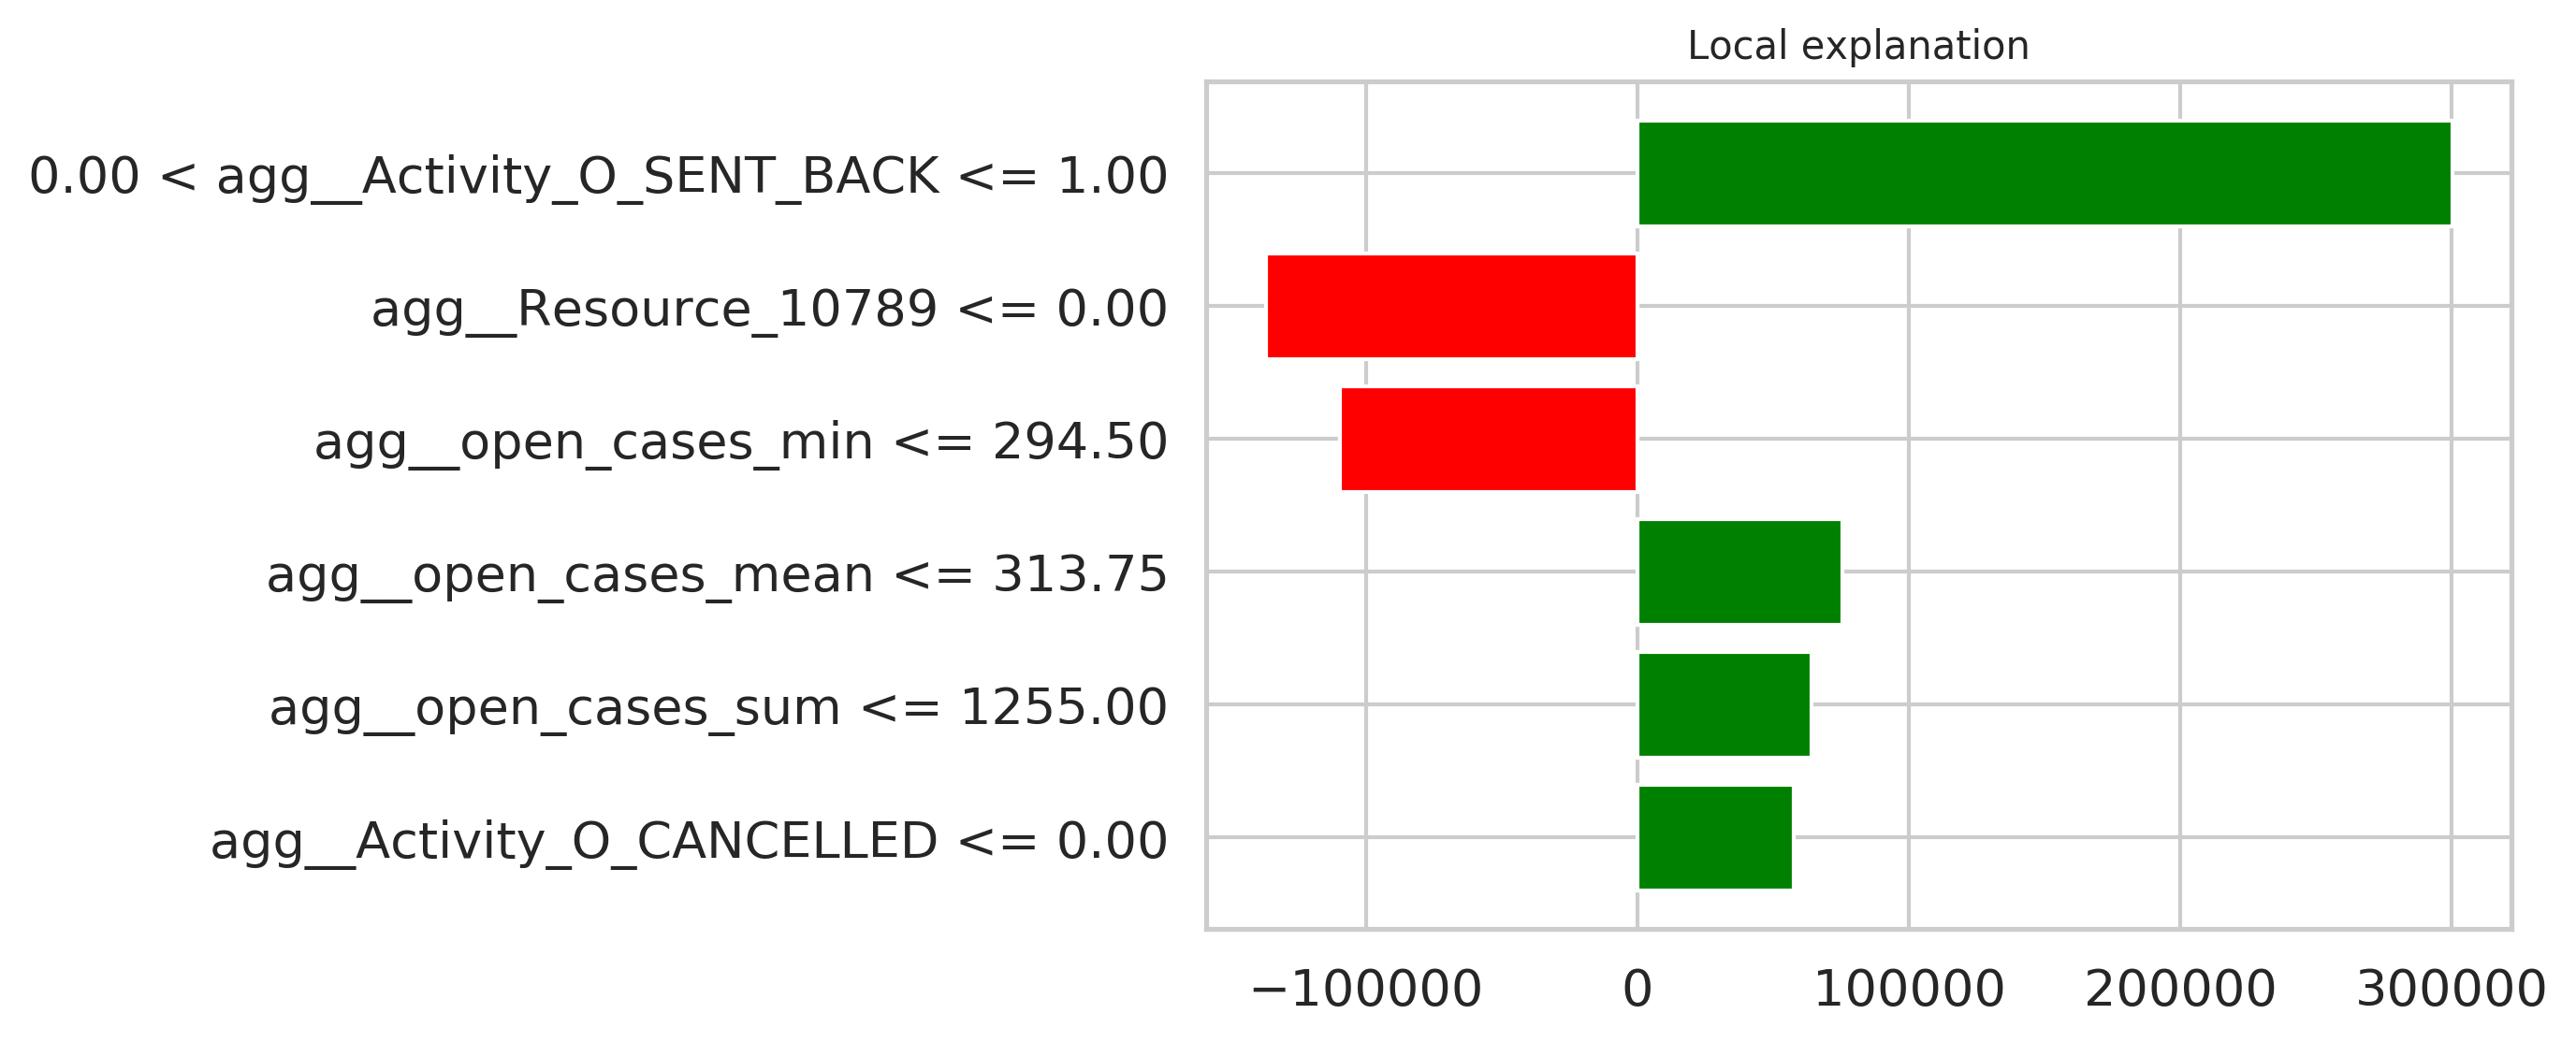 Local explanation
0.00 < agg__Activity_O_SENT_BACK <= 1.00
agg__Resource_10789 <= 0.00
agg__open_cases_min <= 294.50
agg__open_cases_mean <= 313.75
agg__open_cases_sum <= 1255.00
agg__Activity_O_CANCELLED <= 0.00
−100000 0 100000 200000 300000